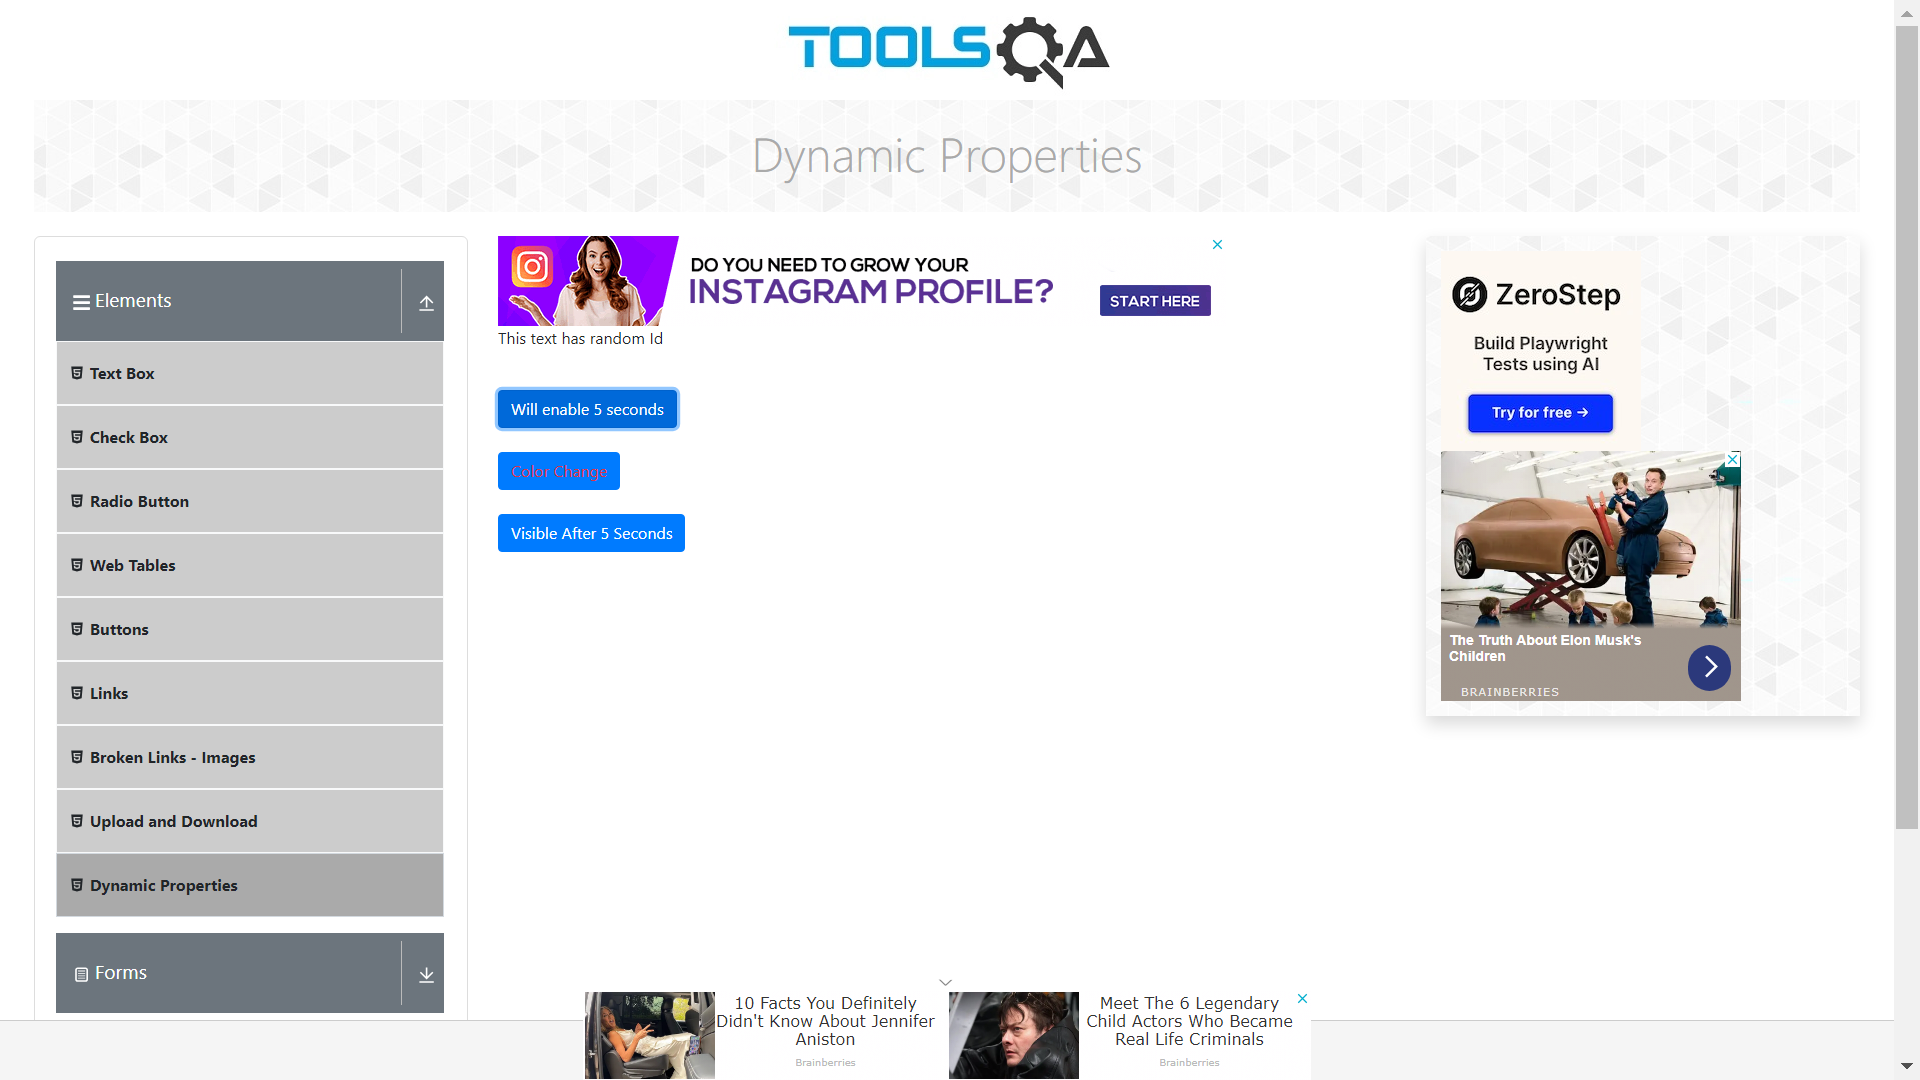 TOOLSQA
Dynamic Properties
Elements
Text Box
Check Box
Radio Button
Web Tables
Buttons
Links
Broken Links - Images
Upload and Download
Dynamic Properties
Forms
DO YOU NEED TO GROW YOUR
INSTAGRAM PROFILE?
START HERE
This text has random Id
Will enable 5 seconds
Color Change
Visible After 5 Seconds
ZeroStep
Build Playwright
Tests using AI
Try for free →
The Truth About Elon Musk's
Children
BRAINBERRIES
10 Facts You Definitely
Didn't Know About Jennifer
Aniston
Brainberries
Meet The 6 Legendary
Child Actors Who Became
Real Life Criminals
Brainberries